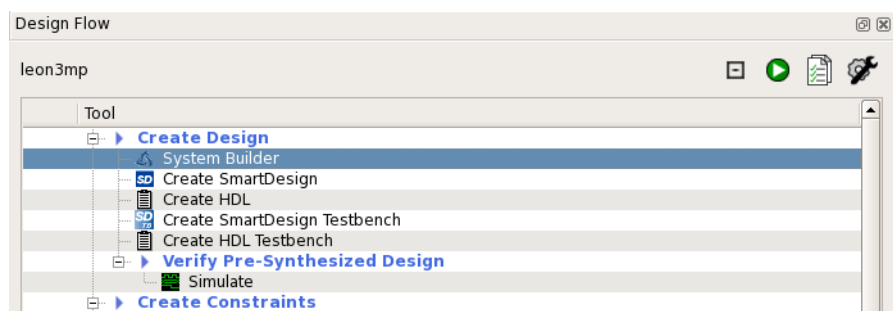 Design Flow
leon3mp
Tool
Create Design
System Builder
SD Create SmartDesign
Create HDL
SD TB Create SmartDesign Testbench
Create HDL Testbench
Verify Pre-Synthesized Design
Simulate
Create Constraints